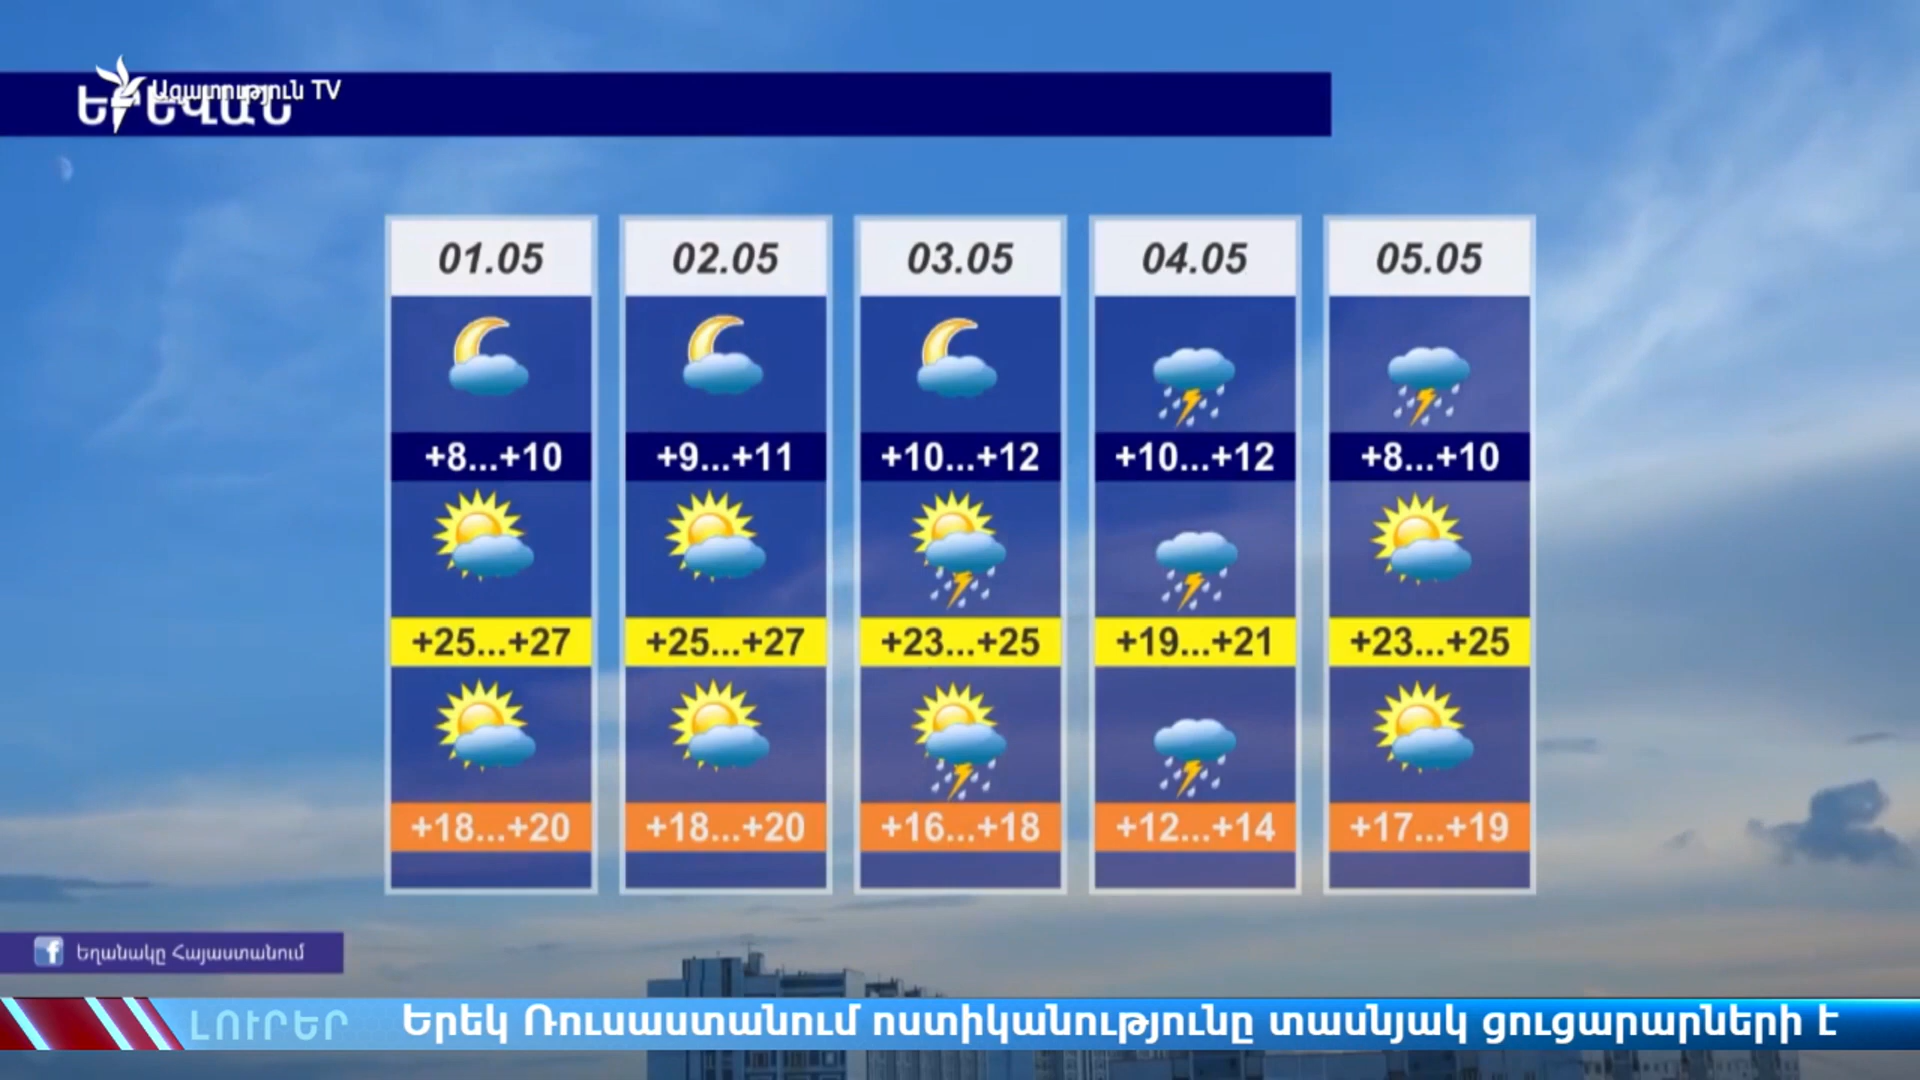 Ազատություն TV
ԵՐԵՎԱՆ
01.05 02.05 03.05 04.05 05.05
+8...+10 +9...+11 +10...+12 +10...+12 +8...+10
+25...+27 +25...+27 +23...+25 +19...+21 +23...+25
+18...+20 +18...+20 +16...+18 +12...+14 +17...+19
f Եղանակը Հայաստանում
ԼՈՒՐԵՐ Երեկ Ռուսաստանում ոստիկանությունը տասնյակ ցուցարարների է